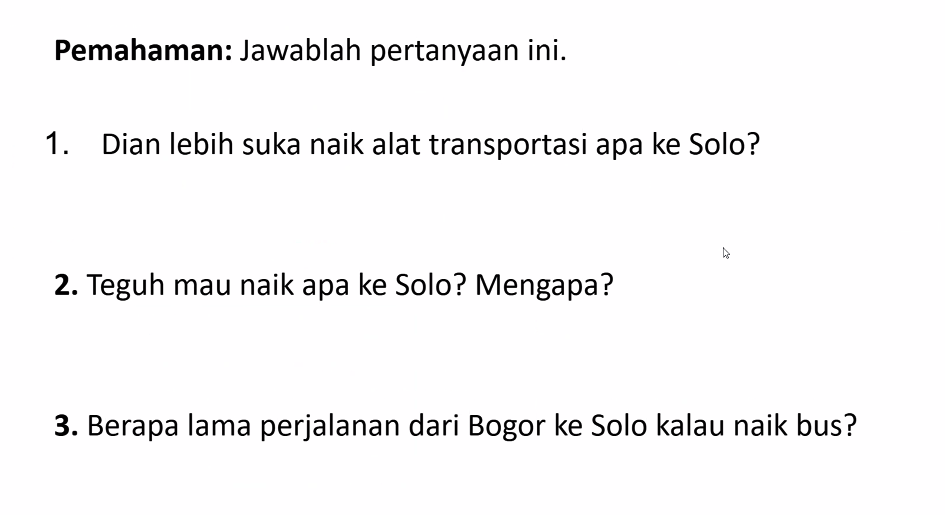 Pemahaman: Jawablah pertanyaan ini.
1. Dian lebih suka naik alat transportasi apa ke Solo?
2. Teguh mau naik apa ke Solo? Mengapa?
3. Berapa lama perjalanan dari Bogor ke Solo kalau naik bus?